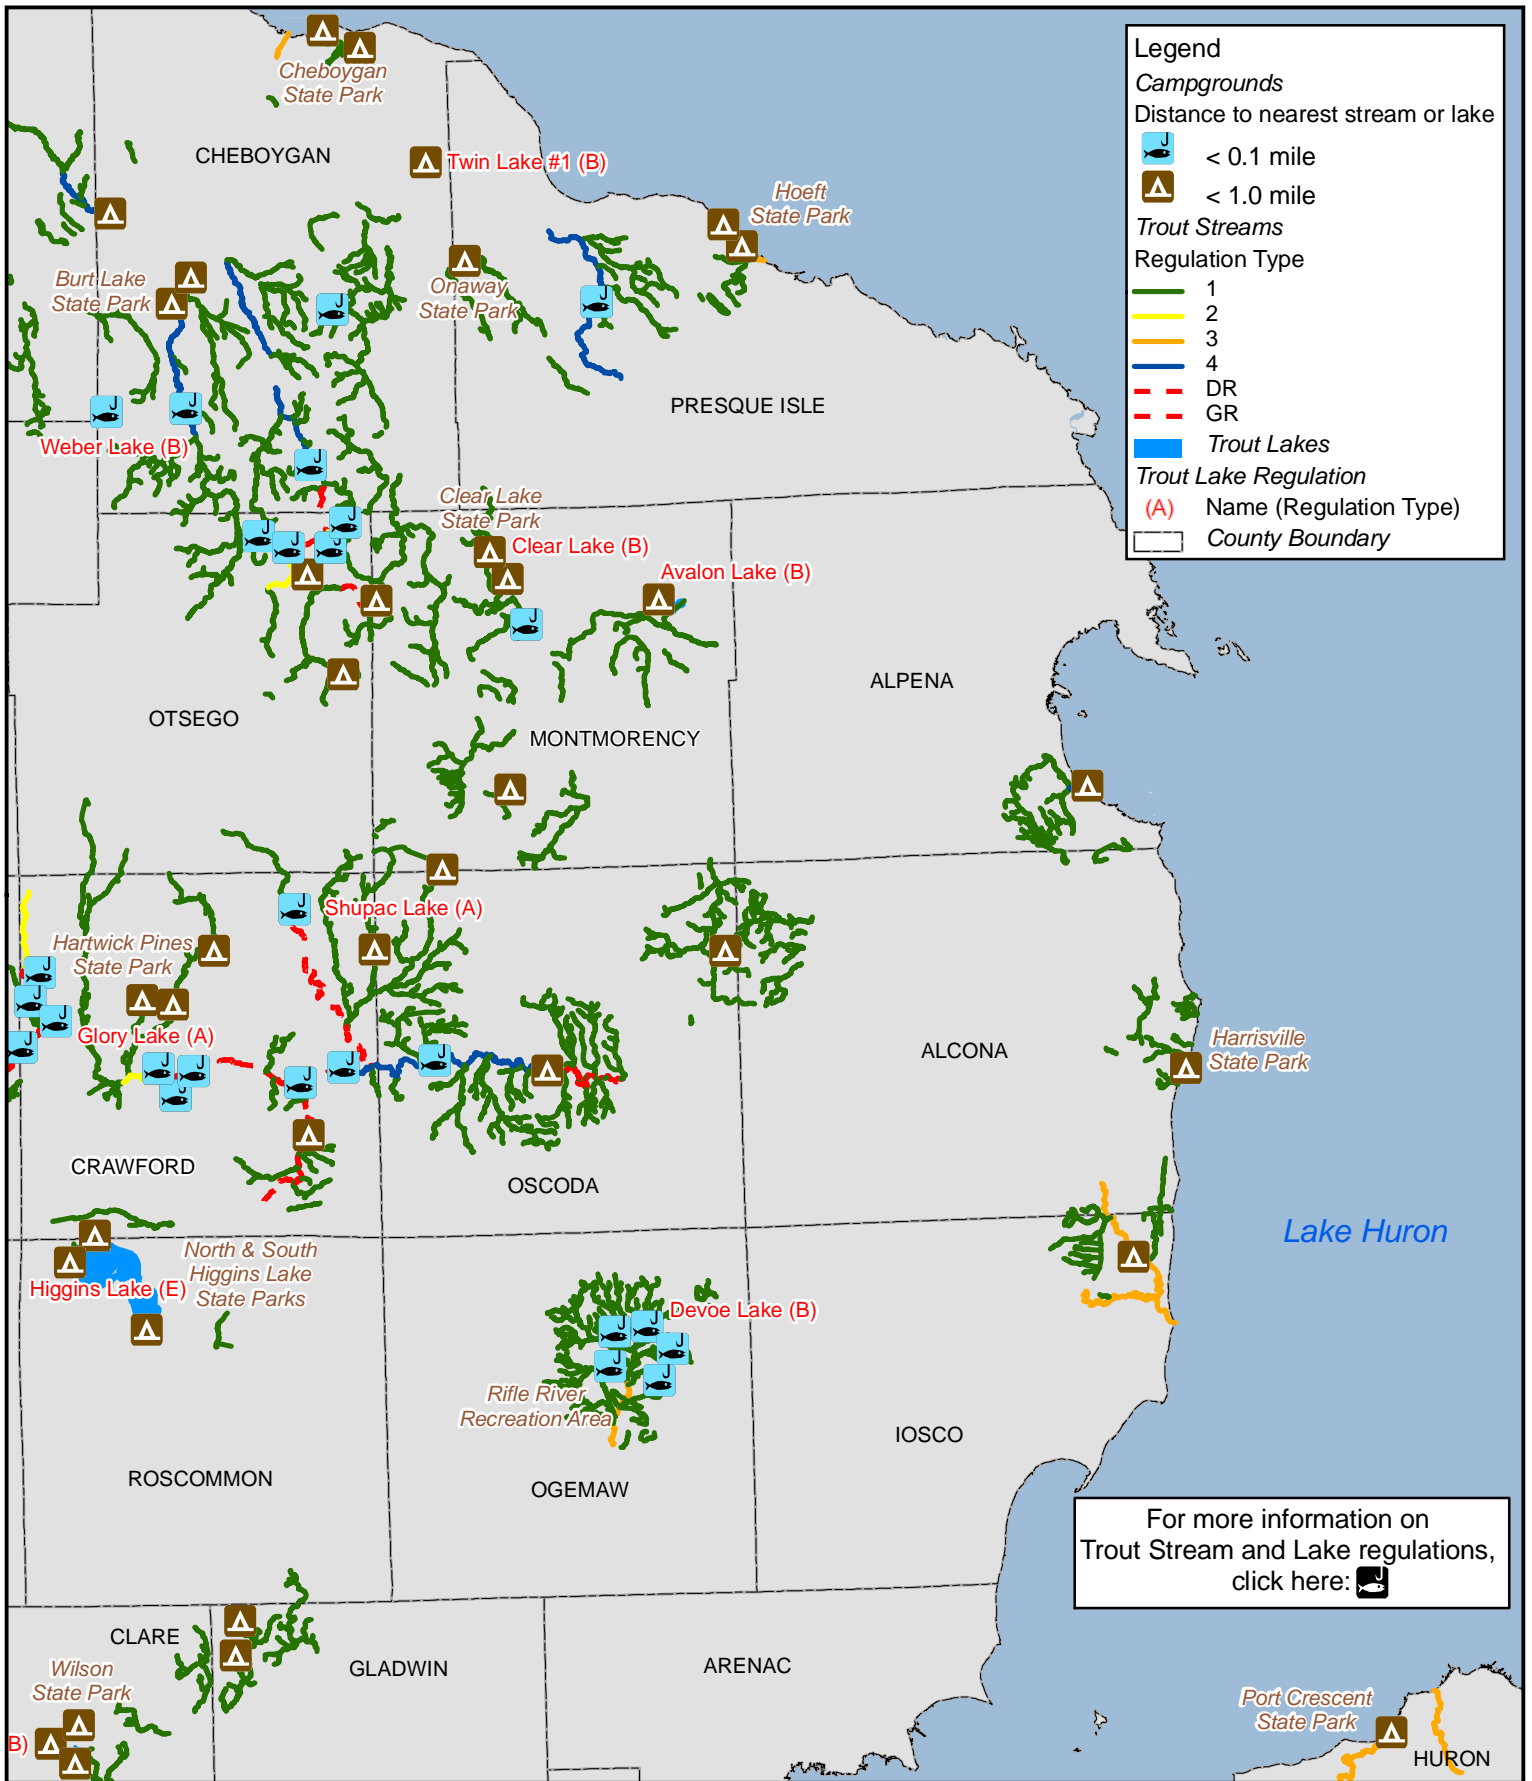 Legend
Campgrounds
Distance to nearest stream or lake
< 0.1 mile
< 1.0 mile
Trout Streams
Regulation Type
1
2
3
4
DR
GR
Trout Lakes
Trout Lake Regulation
(A) Name (Regulation Type)
County Boundary
Cheboygan
State Park
CHEBOYGAN
Twin Lake #1 (B)
Hoeft
State Park
Burt Lake
State Park
Onaway
State Park
PRESQUE ISLE
Weber Lake (B)
Clear Lake
State Park
Clear Lake (B)
Avalon Lake (B)
ALPENA
OTSEGO
MONTMORENCY
Shupac Lake (A)
Hartwick Pines
State Park
Glory Lake (A)
ALCONA
Harrisville
State Park
CRAWFORD
OSCODA
Lake Huron
North & South
Higgins Lake
State Parks
Higgins Lake (E)
Devoe Lake (B)
Rifle River
Recreation Area
IOSCO
ROSCOMMON
OGEMAW
For more information on
Trout Stream and Lake regulations,
click here:
CLARE
GLADWIN
ARENAC
Wilson
State Park
B)
Port Crescent
State Park
HURON